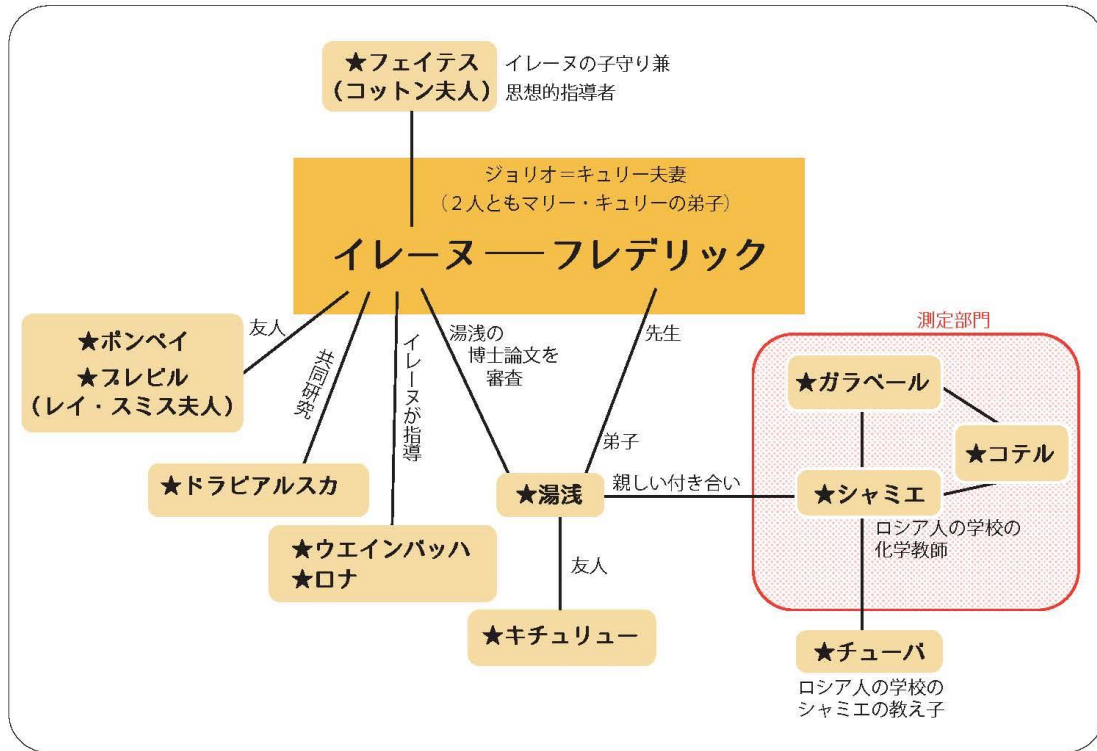 ★フェイテス
(コットン夫人)
イレーヌの子守り兼
思想的指導者
ジョリオ＝キュリー夫妻
（２人ともマリー・キュリーの弟子）
イレーヌ ── フレデリック
友人
★ポンペイ
★プレビル
(レイ・スミス夫人)
共同研究
★ドラビアルスカ
イレーヌが指導
★ウエインバッハ
★ロナ
湯浅の
博士論文を
審査
先生
弟子
★湯浅
親しい付き合い
友人
★キチュリュー
測定部門
★ガラベール
★コテル
★シャミエ
ロシア人の学校の
化学教師
★チューバ
ロシア人の学校の
シャミエの教え子